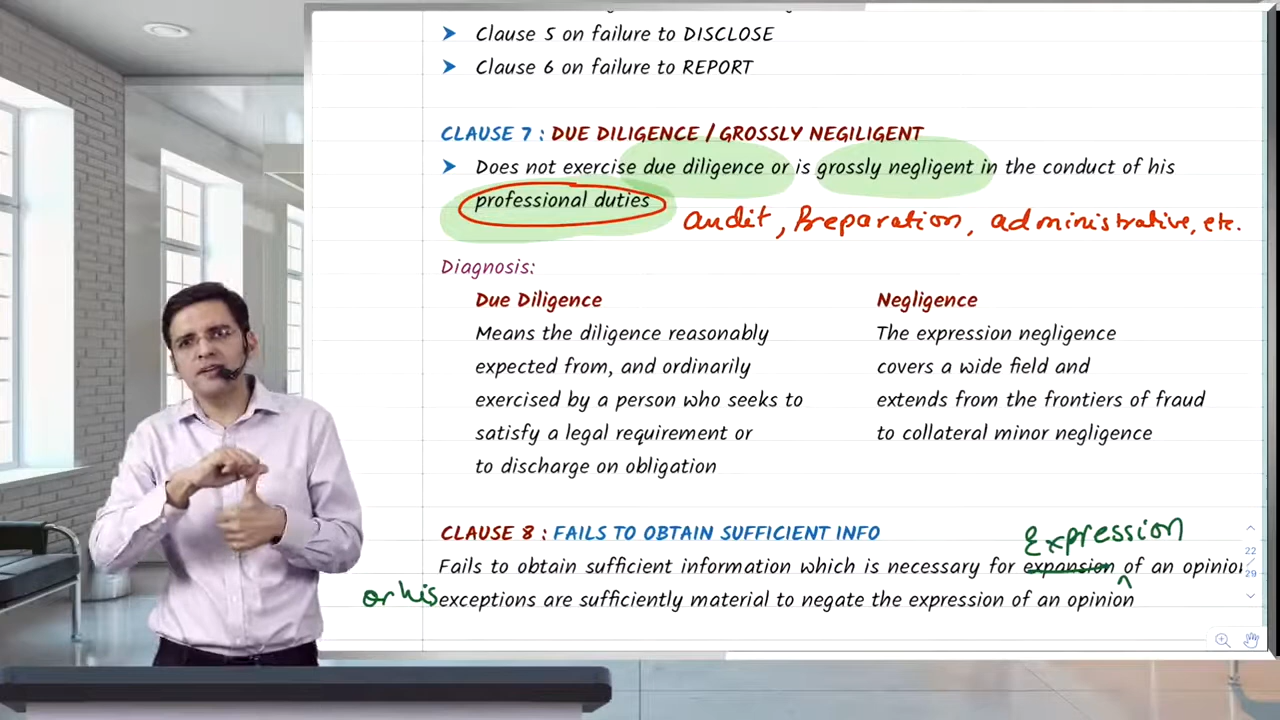 Clause 5 on failure to DISCLOSE
Clause 6 on failure to REPORT
CLAUSE 7 : DUE DILIGENCE / GROSSLY NEGILIGENT
Does not exercise due diligence or is grossly negligent in the conduct of his
professional duties
audit, Preparation, administrative, etc.
Diagnosis:
Due Diligence
Means the diligence reasonably
expected from, and ordinarily
exercised by a person who seeks to
satisfy a legal requirement or
to discharge on obligation
Negligence
The expression negligence
covers a wide field and
extends from the frontiers of fraud
to collateral minor negligence
CLAUSE 8 : FAILS TO OBTAIN SUFFICIENT INFO
Expression
Fails to obtain sufficient information which is necessary for expansion of an opinion
or his exceptions are sufficiently material to negate the expression of an opinion
22
29